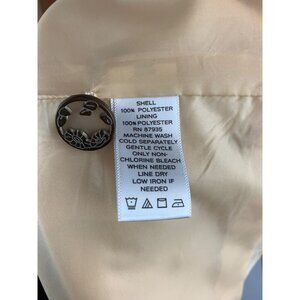 SHELL
100% POLYESTER
LINING
100% POLYESTER
RN 87935
MACHINE WASH
COLD SEPARATELY
GENTLE CYCLE
ONLY NON-
CHLORINE BLEACH
WHEN NEEDED
LINE DRY
LOW IRON IF
NEEDED